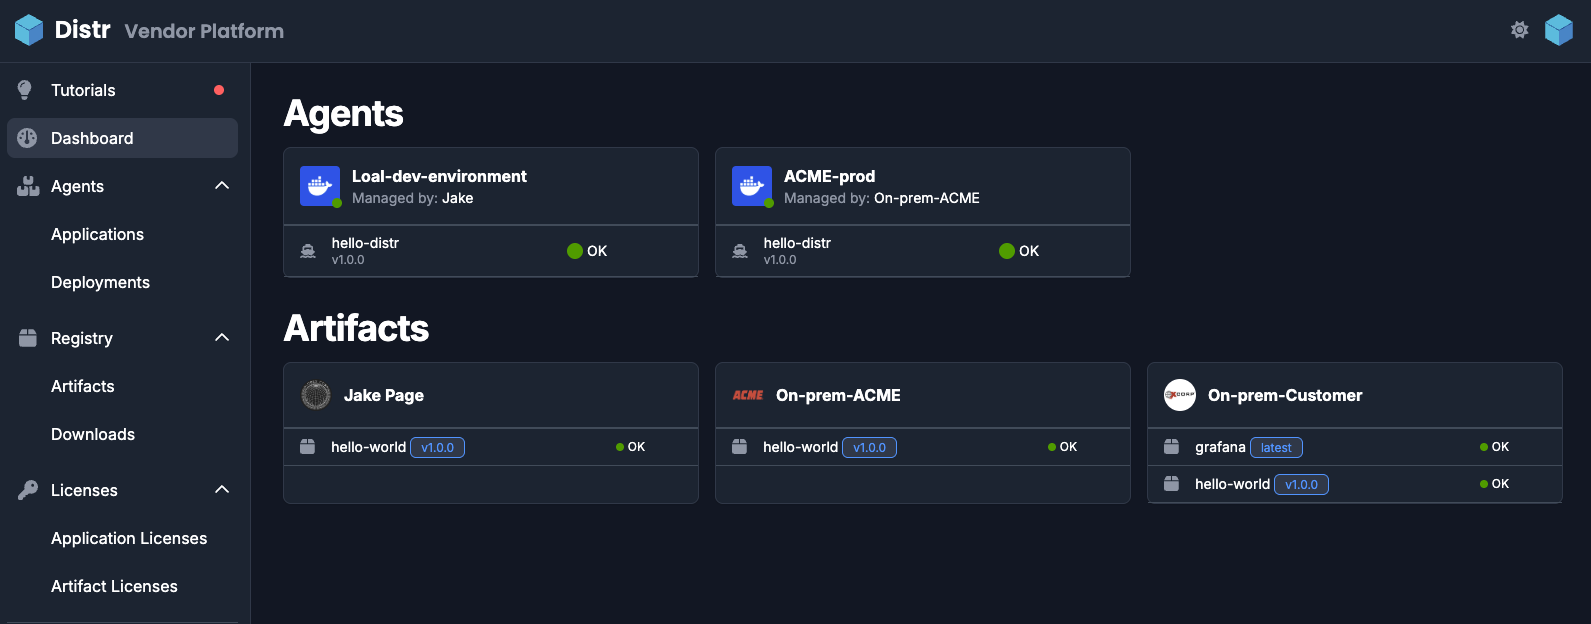 Distr Vendor Platform
Tutorials
Dashboard
Agents
Applications
Deployments
Registry
Artifacts
Downloads
Licenses
Application Licenses
Artifact Licenses
Agents
Loal-dev-environment
Managed by: Jake
hello-distr
v1.0.0
OK
ACME-prod
Managed by: On-prem-ACME
hello-distr
v1.0.0
OK
Artifacts
Jake Page
hello-world v1.0.0 OK
ACME On-prem-ACME
hello-world v1.0.0 OK
XCORP On-prem-Customer
grafana latest OK
hello-world v1.0.0 OK